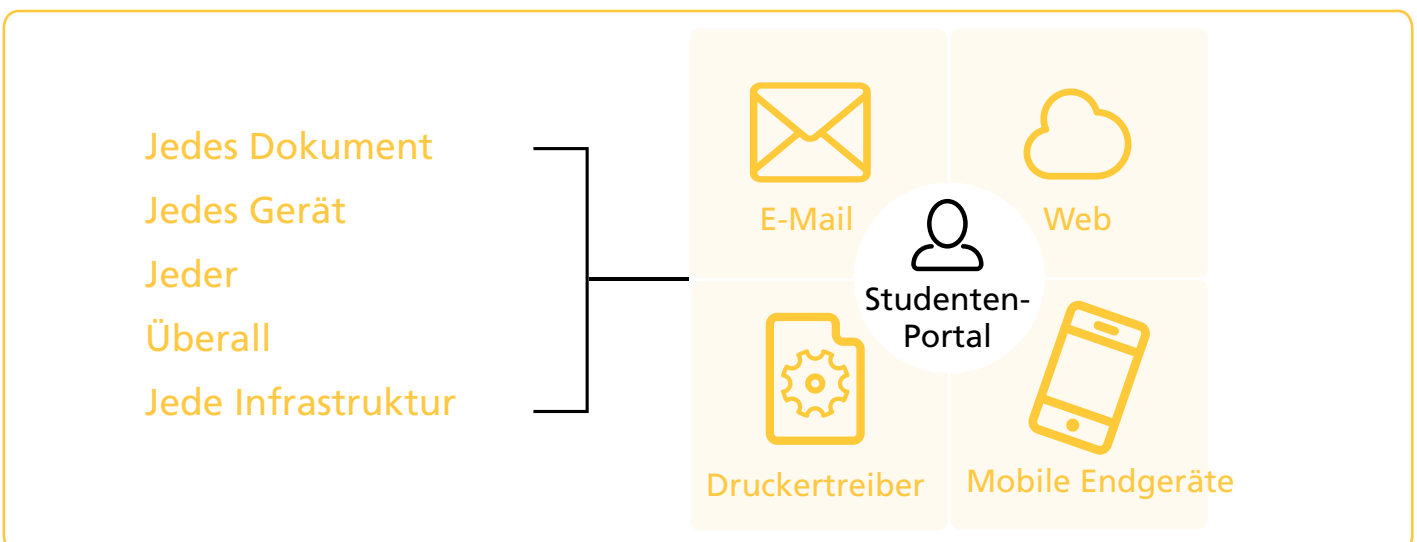 Jedes Dokument
Jedes Gerät
Jeder
Überall
Jede Infrastruktur
E-Mail
Web
Studenten-
Portal
Druckertreiber
Mobile Endgeräte